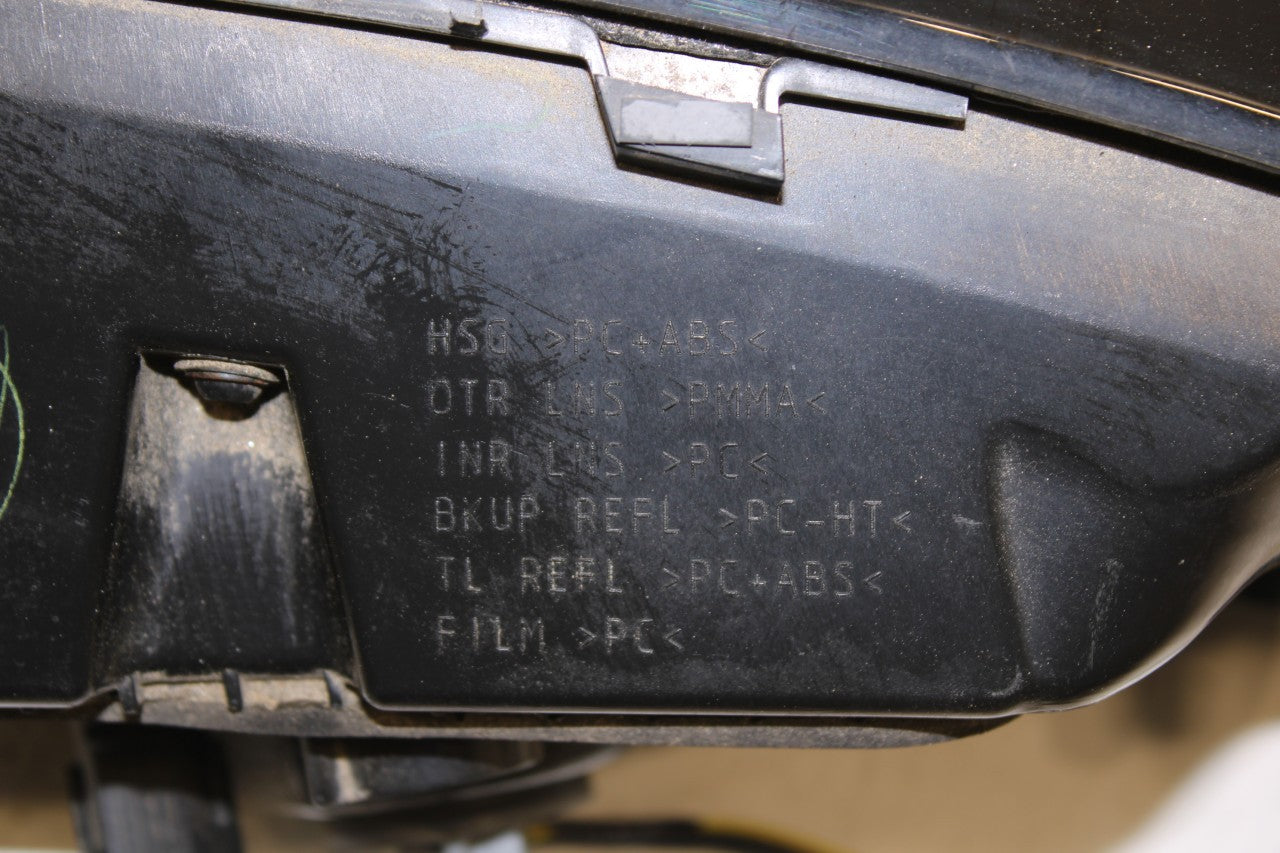 HSG >PC+ABS<
OTR LNS >PMMA<
INR LNS >PC<
BKUP REFL >PC-HT<
TL REFL >PC+ABS<
FILM >PC<